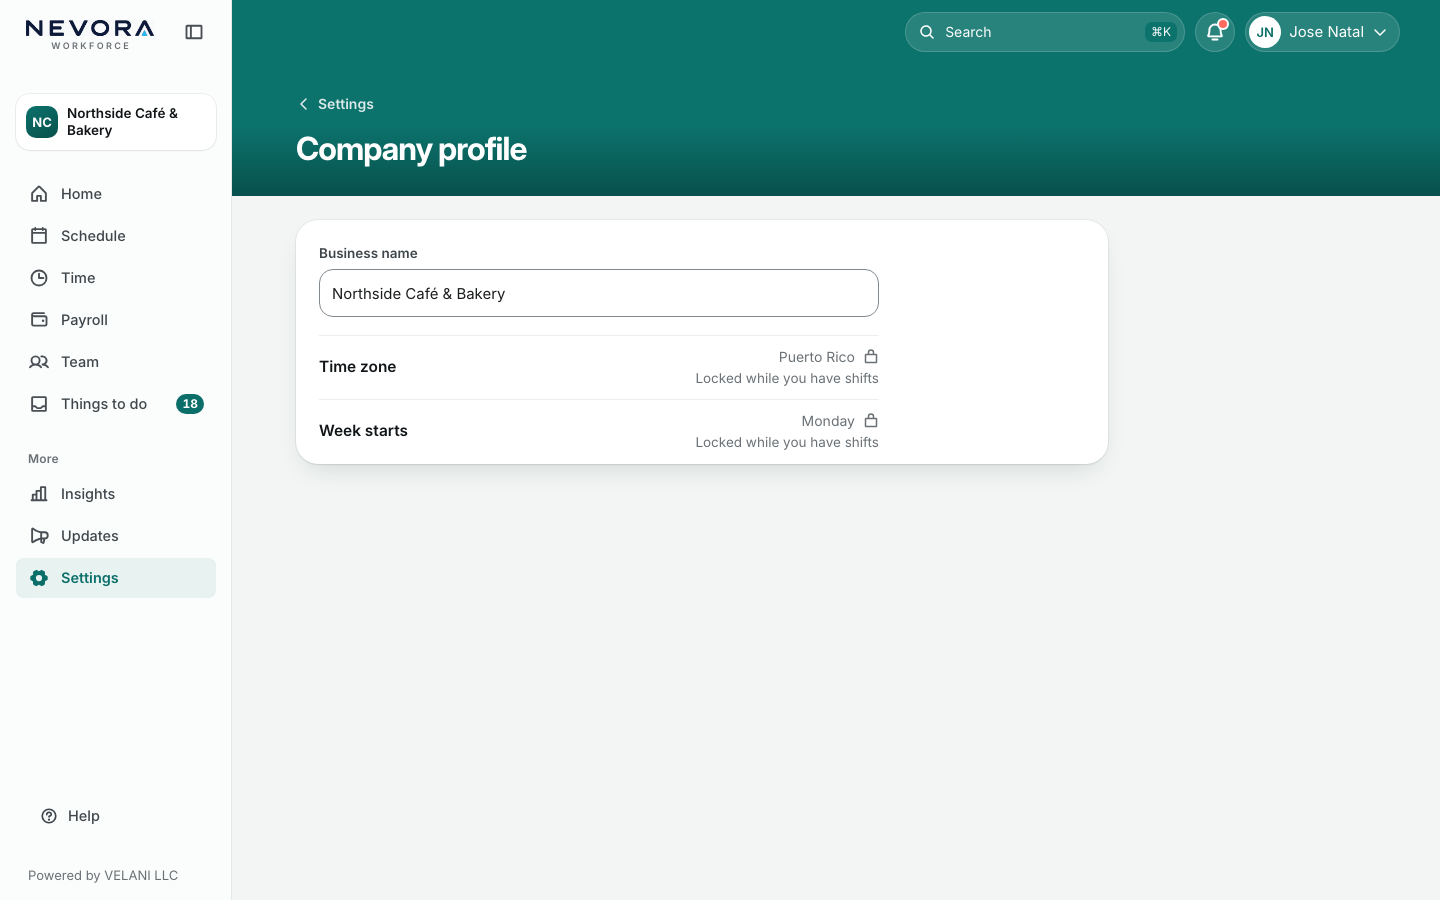 NEVORA
WORKFORCE
Search
⌘K
JN
Jose Natal
NC
Northside Café &
Bakery
Home
Schedule
Time
Payroll
Team
Things to do
18
More
Insights
Updates
Settings
Help
Powered by VELANI LLC
Settings
Company profile
Business name
Northside Café & Bakery
Time zone
Puerto Rico
Locked while you have shifts
Week starts
Monday
Locked while you have shifts